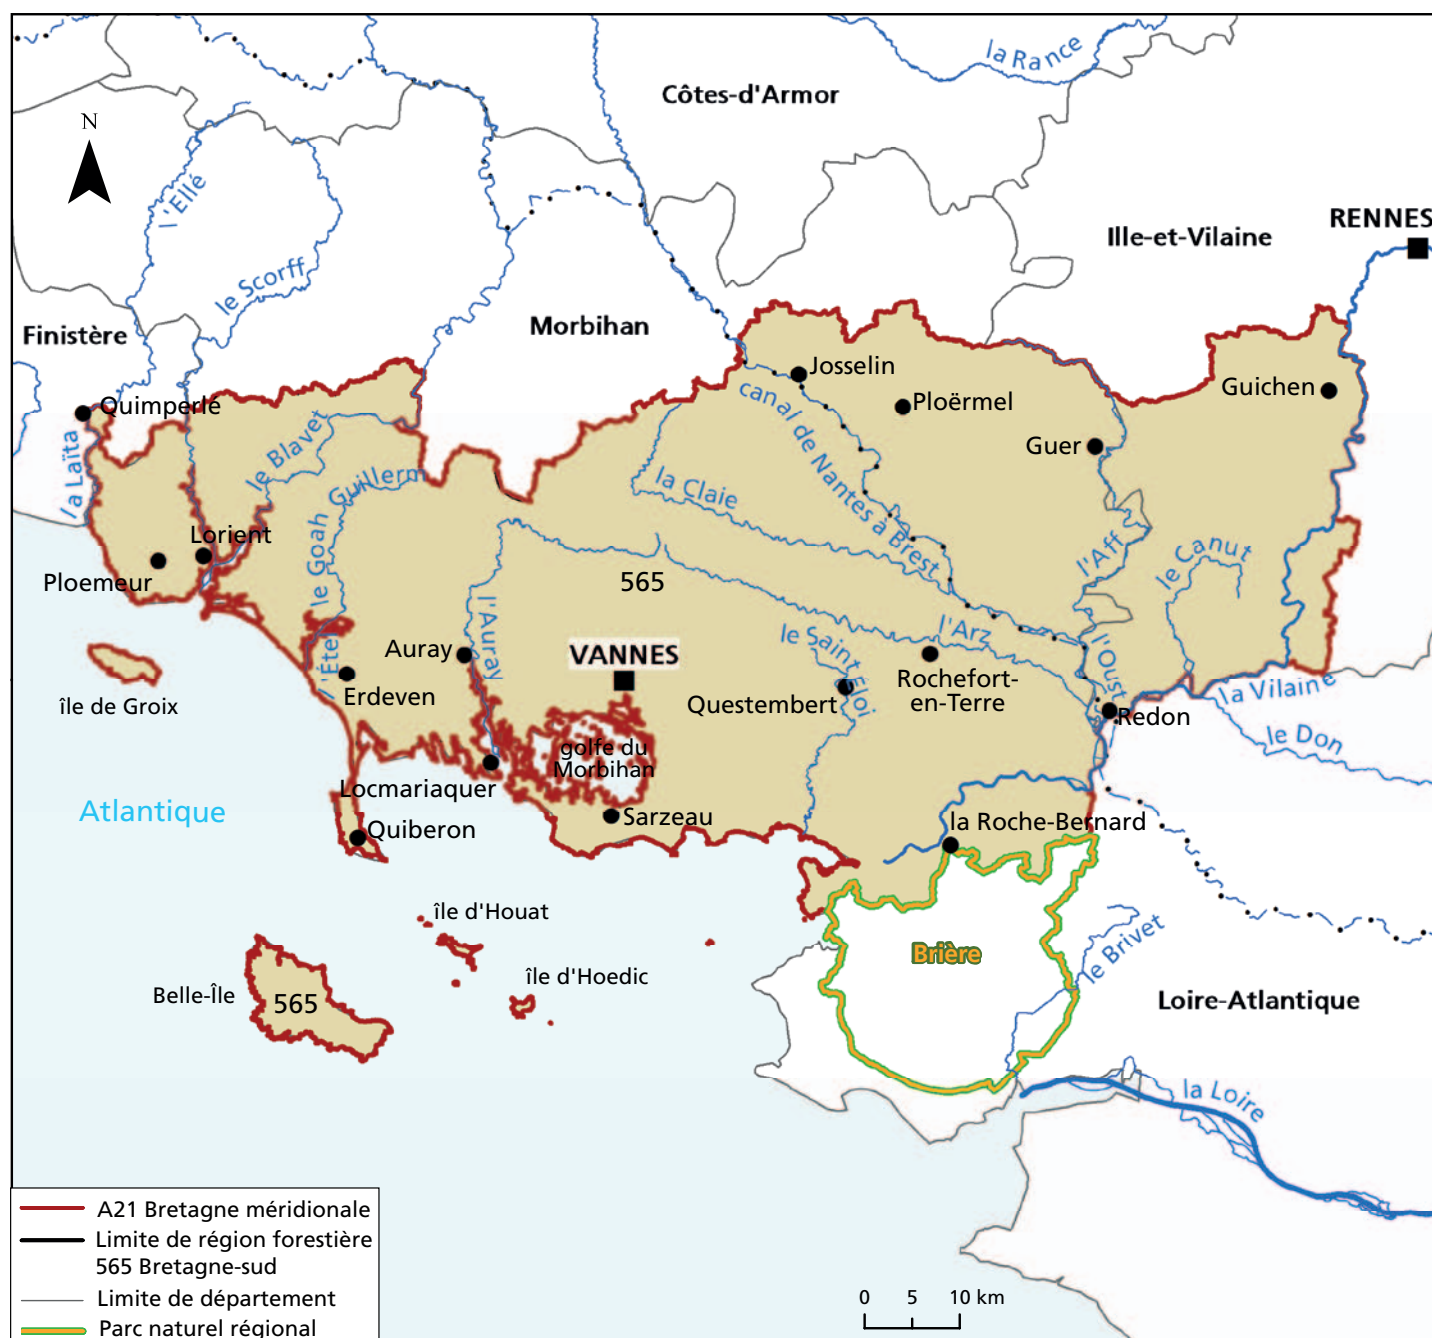 la Rance
Côtes-d'Armor
N
l'Ellé
RENNES
Ille-et-Vilaine
le Scorff
Finistère
Morbihan
Josselin
Guichen
Quimperlé
canal de Nantes à Brest
Ploërmel
le Blavet
Guer
la Laïta
le Goah Guillerm
la Claie
Lorient
l'Aff
le Canut
Ploemeur
565
l'Auray
l'Arz
le Saint Eloi
Auray
VANNES
l'Étel
l'Oust
Rochefort-
en-Terre
Erdeven
la Vilaine
île de Groix
Questembert
Redon
le Don
golfe du
Morbihan
Locmariaquer
Atlantique
Sarzeau
la Roche-Bernard
Quiberon
île d'Houat
le Brivet
Brière
île d'Hoedic
Belle-Île
565
Loire-Atlantique
la Loire
A21 Bretagne méridionale
Limite de région forestière
565 Bretagne-sud
Limite de département
Parc naturel régional
0 5 10 km